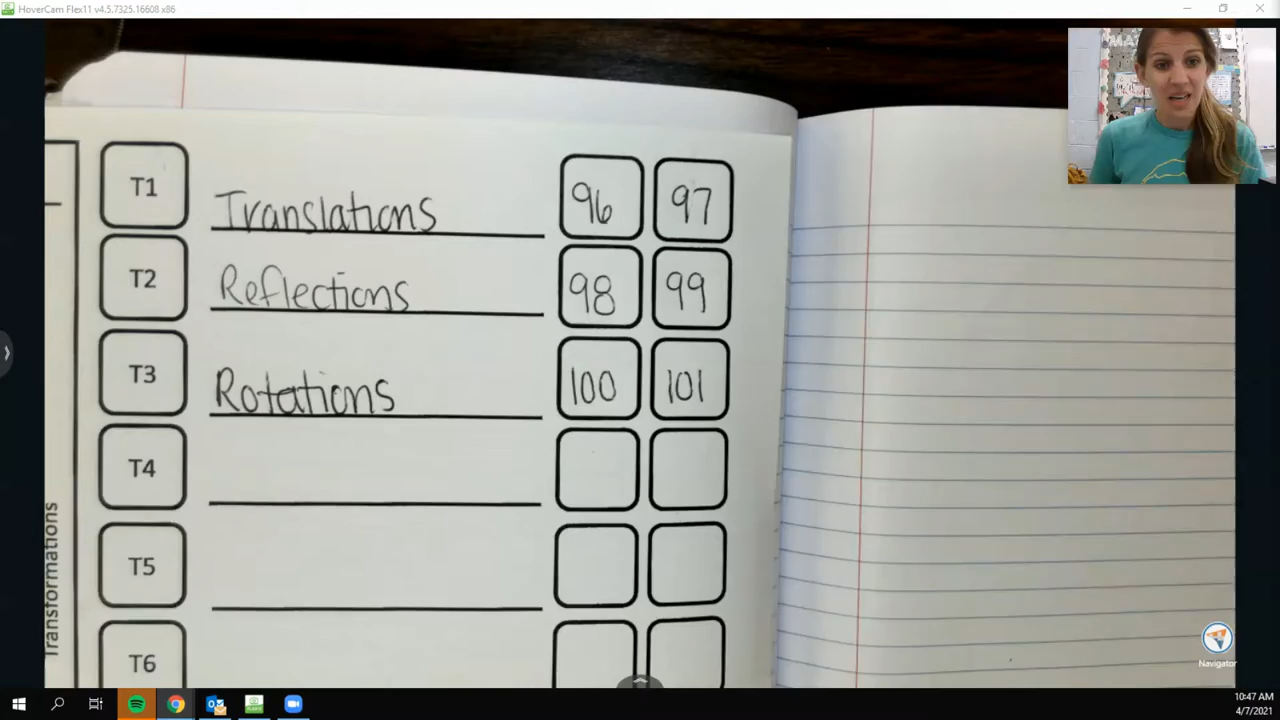 HoverCam Flex11 v4.5.7325.16608 x86
T1 Translations 96 97
T2 Reflections 98 99
T3 Rotations 100 101
T4
T5
T6
Transformations
Navigator
10:47 AM
4/7/2021